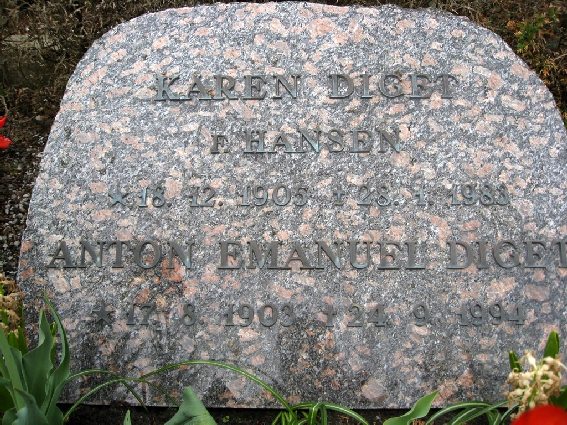 KAREN DIGET
F. HANSEN
★ 18. 12. 1905 ✝ 28. 1. 1988
ANTON EMANUEL DIGET
★ 17. 8. 1903 ✝ 24. 9. 1994